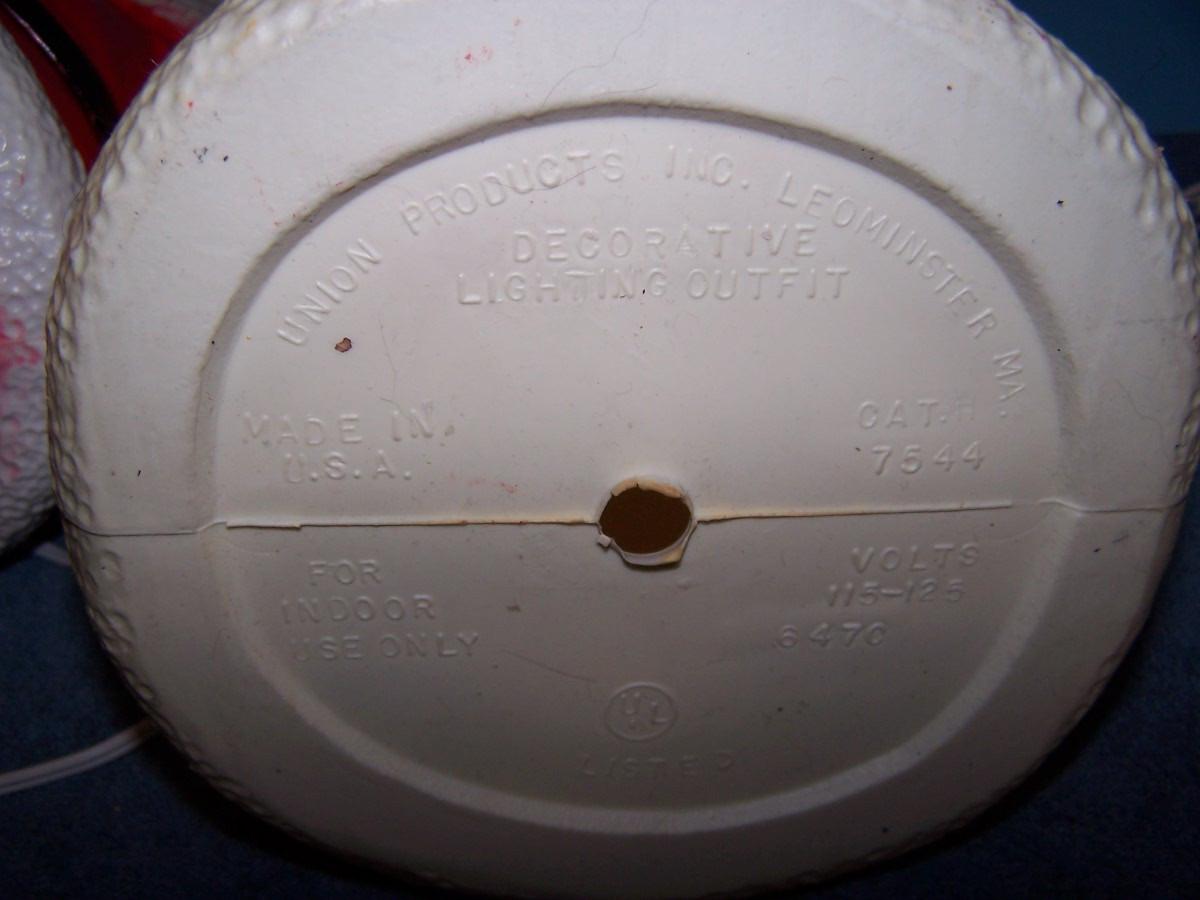 UNION PRODUCTS INC. LEOMINSTER MA.
DECORATIVE
LIGHTING OUTFIT
MADE IN
U.S.A.
CAT.#
7544
FOR
INDOOR
USE ONLY
VOLTS
115-125
6470
UL
LISTED